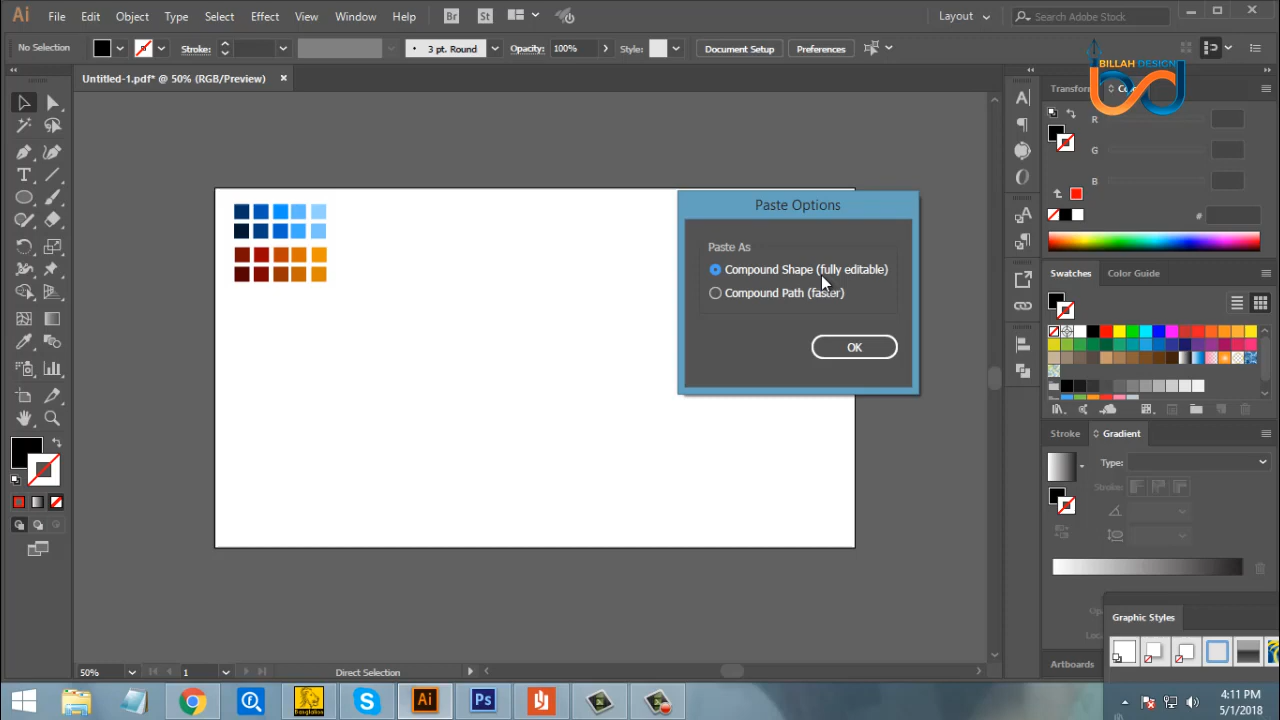 Ai File Edit Object Type Select Effect View Window Help Br St Layout Search Adobe Stock
No Selection Stroke: 3 pt. Round Opacity: 100% Style: Document Setup Preferences
BILLAH DESIGN
Untitled-1.pdf* @ 50% (RGB/Preview)
Transform
R
G
B
#
Paste Options
Paste As
Compound Shape (fully editable)
Compound Path (faster)
OK
Swatches Color Guide
Stroke Gradient
Type:
Stroke:
Graphic Styles
Artboards
50% 1 Direct Selection
Ai Ps
4:11 PM
5/1/2018